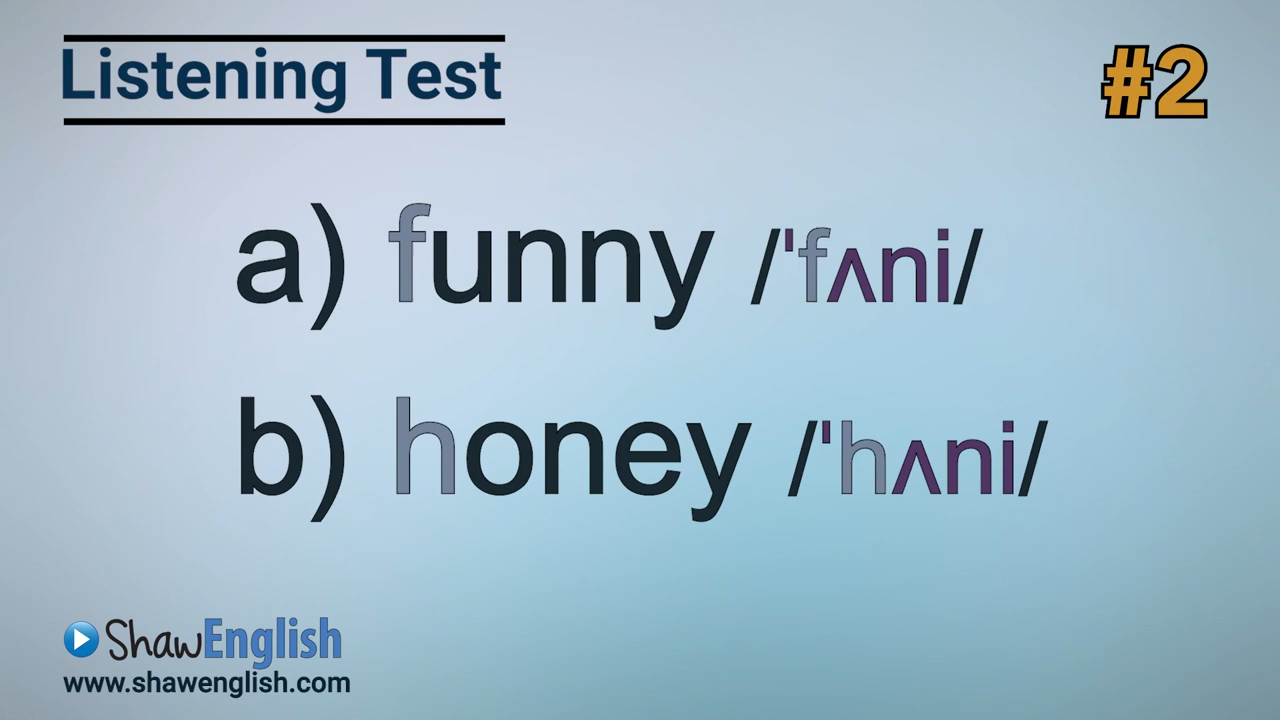 Listening Test
#2
a) funny /ˈfʌni/
b) honey /ˈhʌni/
ShawEnglish
www.shawenglish.com